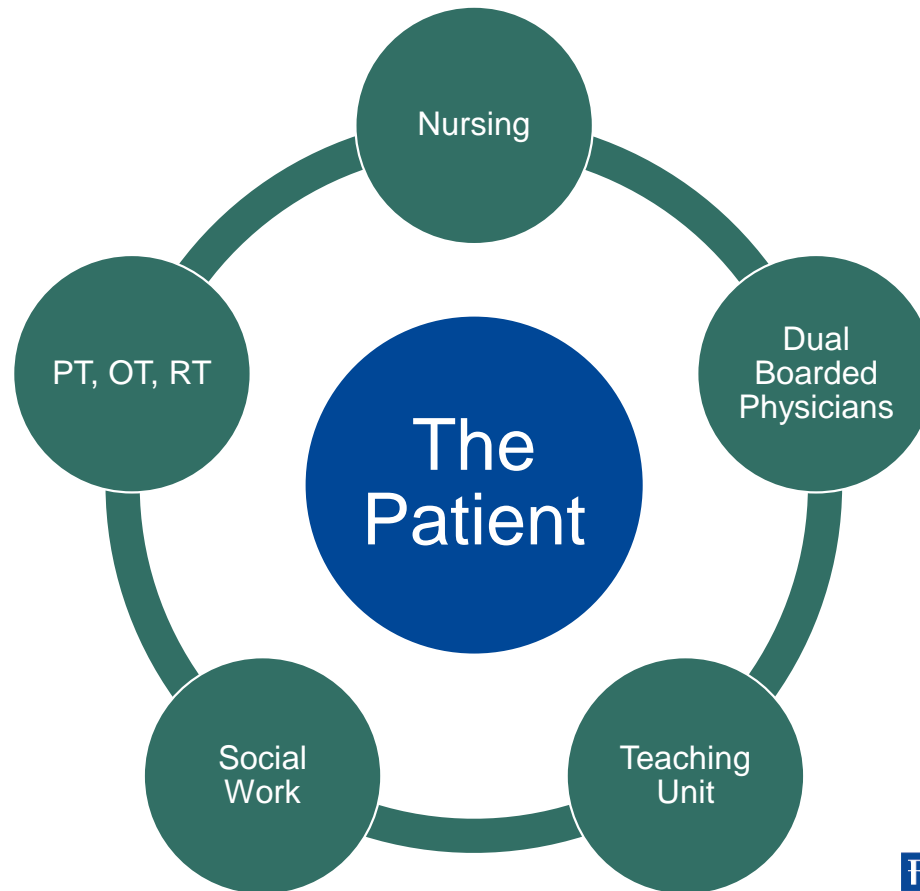 Nursing
Dual
Boarded
Physicians
PT, OT, RT
The
Patient
Social
Work
Teaching
Unit